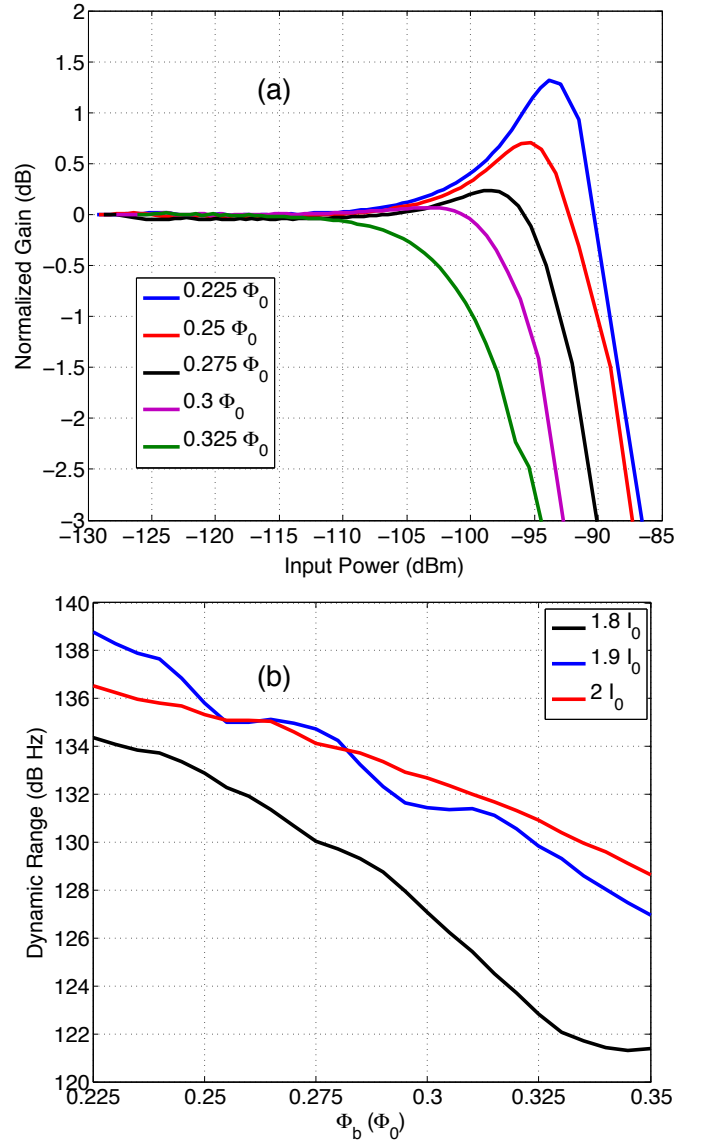 2
1.5
1
0.5
0
−0.5
−1
−1.5
−2
−2.5
−3
Normalized Gain (dB)
(a)
0.225 Φ0
0.25 Φ0
0.275 Φ0
0.3 Φ0
0.325 Φ0
−130 −125 −120 −115 −110 −105 −100 −95 −90 −85
Input Power (dBm)
140
138
136
134
132
130
128
126
124
122
120
Dynamic Range (dB Hz)
(b)
1.8 I0
1.9 I0
2 I0
0.225 0.25 0.275 0.3 0.325 0.35
Φb (Φ0)